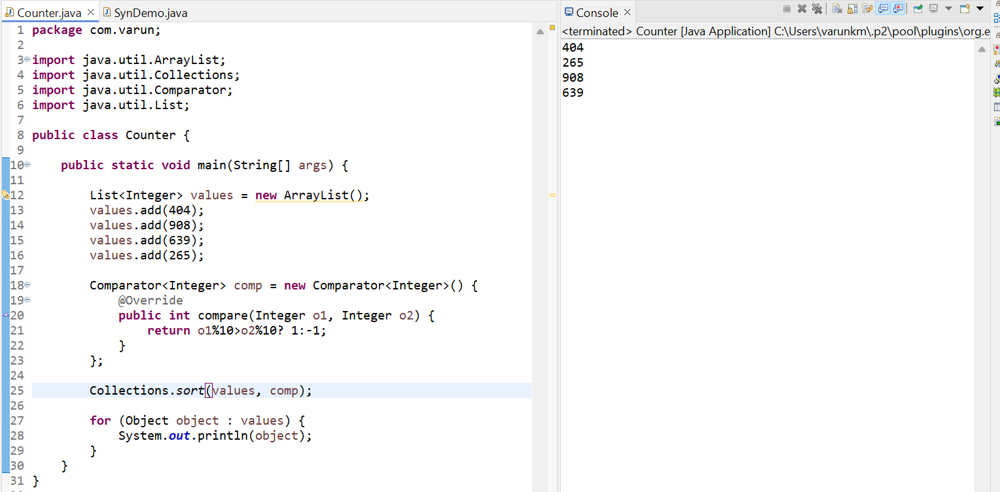 Counter.java
SynDemo.java
1 package com.varun;
2
3 import java.util.ArrayList;
4 import java.util.Collections;
5 import java.util.Comparator;
6 import java.util.List;
7
8 public class Counter {
9
10     public static void main(String[] args) {
11
12         List<Integer> values = new ArrayList();
13         values.add(404);
14         values.add(908);
15         values.add(639);
16         values.add(265);
17
18         Comparator<Integer> comp = new Comparator<Integer>() {
19             @Override
20             public int compare(Integer o1, Integer o2) {
21                 return o1%10>o2%10? 1:-1;
22             }
23         };
24
25         Collections.sort(values, comp);
26
27         for (Object object : values) {
28             System.out.println(object);
29         }
30     }
31 }
Console
<terminated> Counter [Java Application] C:\Users\varunkm\.p2\pool\plugins\org.e
404
265
908
639